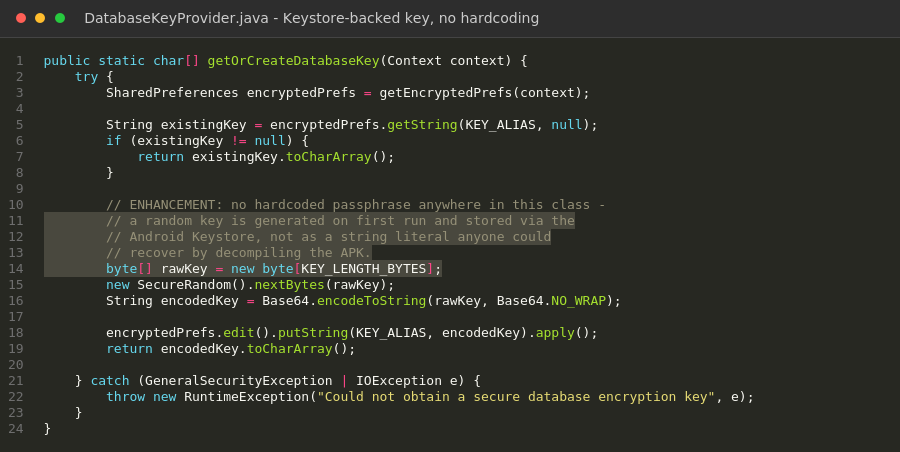 DatabaseKeyProvider.java - Keystore-backed key, no hardcoding
1 public static char[] getOrCreateDatabaseKey(Context context) {
2     try {
3         SharedPreferences encryptedPrefs = getEncryptedPrefs(context);
4
5         String existingKey = encryptedPrefs.getString(KEY_ALIAS, null);
6         if (existingKey != null) {
7             return existingKey.toCharArray();
8         }
9
10         // ENHANCEMENT: no hardcoded passphrase anywhere in this class -
11         // a random key is generated on first run and stored via the
12         // Android Keystore, not as a string literal anyone could
13         // recover by decompiling the APK.
14         byte[] rawKey = new byte[KEY_LENGTH_BYTES];
15         new SecureRandom().nextBytes(rawKey);
16         String encodedKey = Base64.encodeToString(rawKey, Base64.NO_WRAP);
17
18         encryptedPrefs.edit().putString(KEY_ALIAS, encodedKey).apply();
19         return encodedKey.toCharArray();
20
21     } catch (GeneralSecurityException | IOException e) {
22         throw new RuntimeException("Could not obtain a secure database encryption key", e);
23     }
24 }